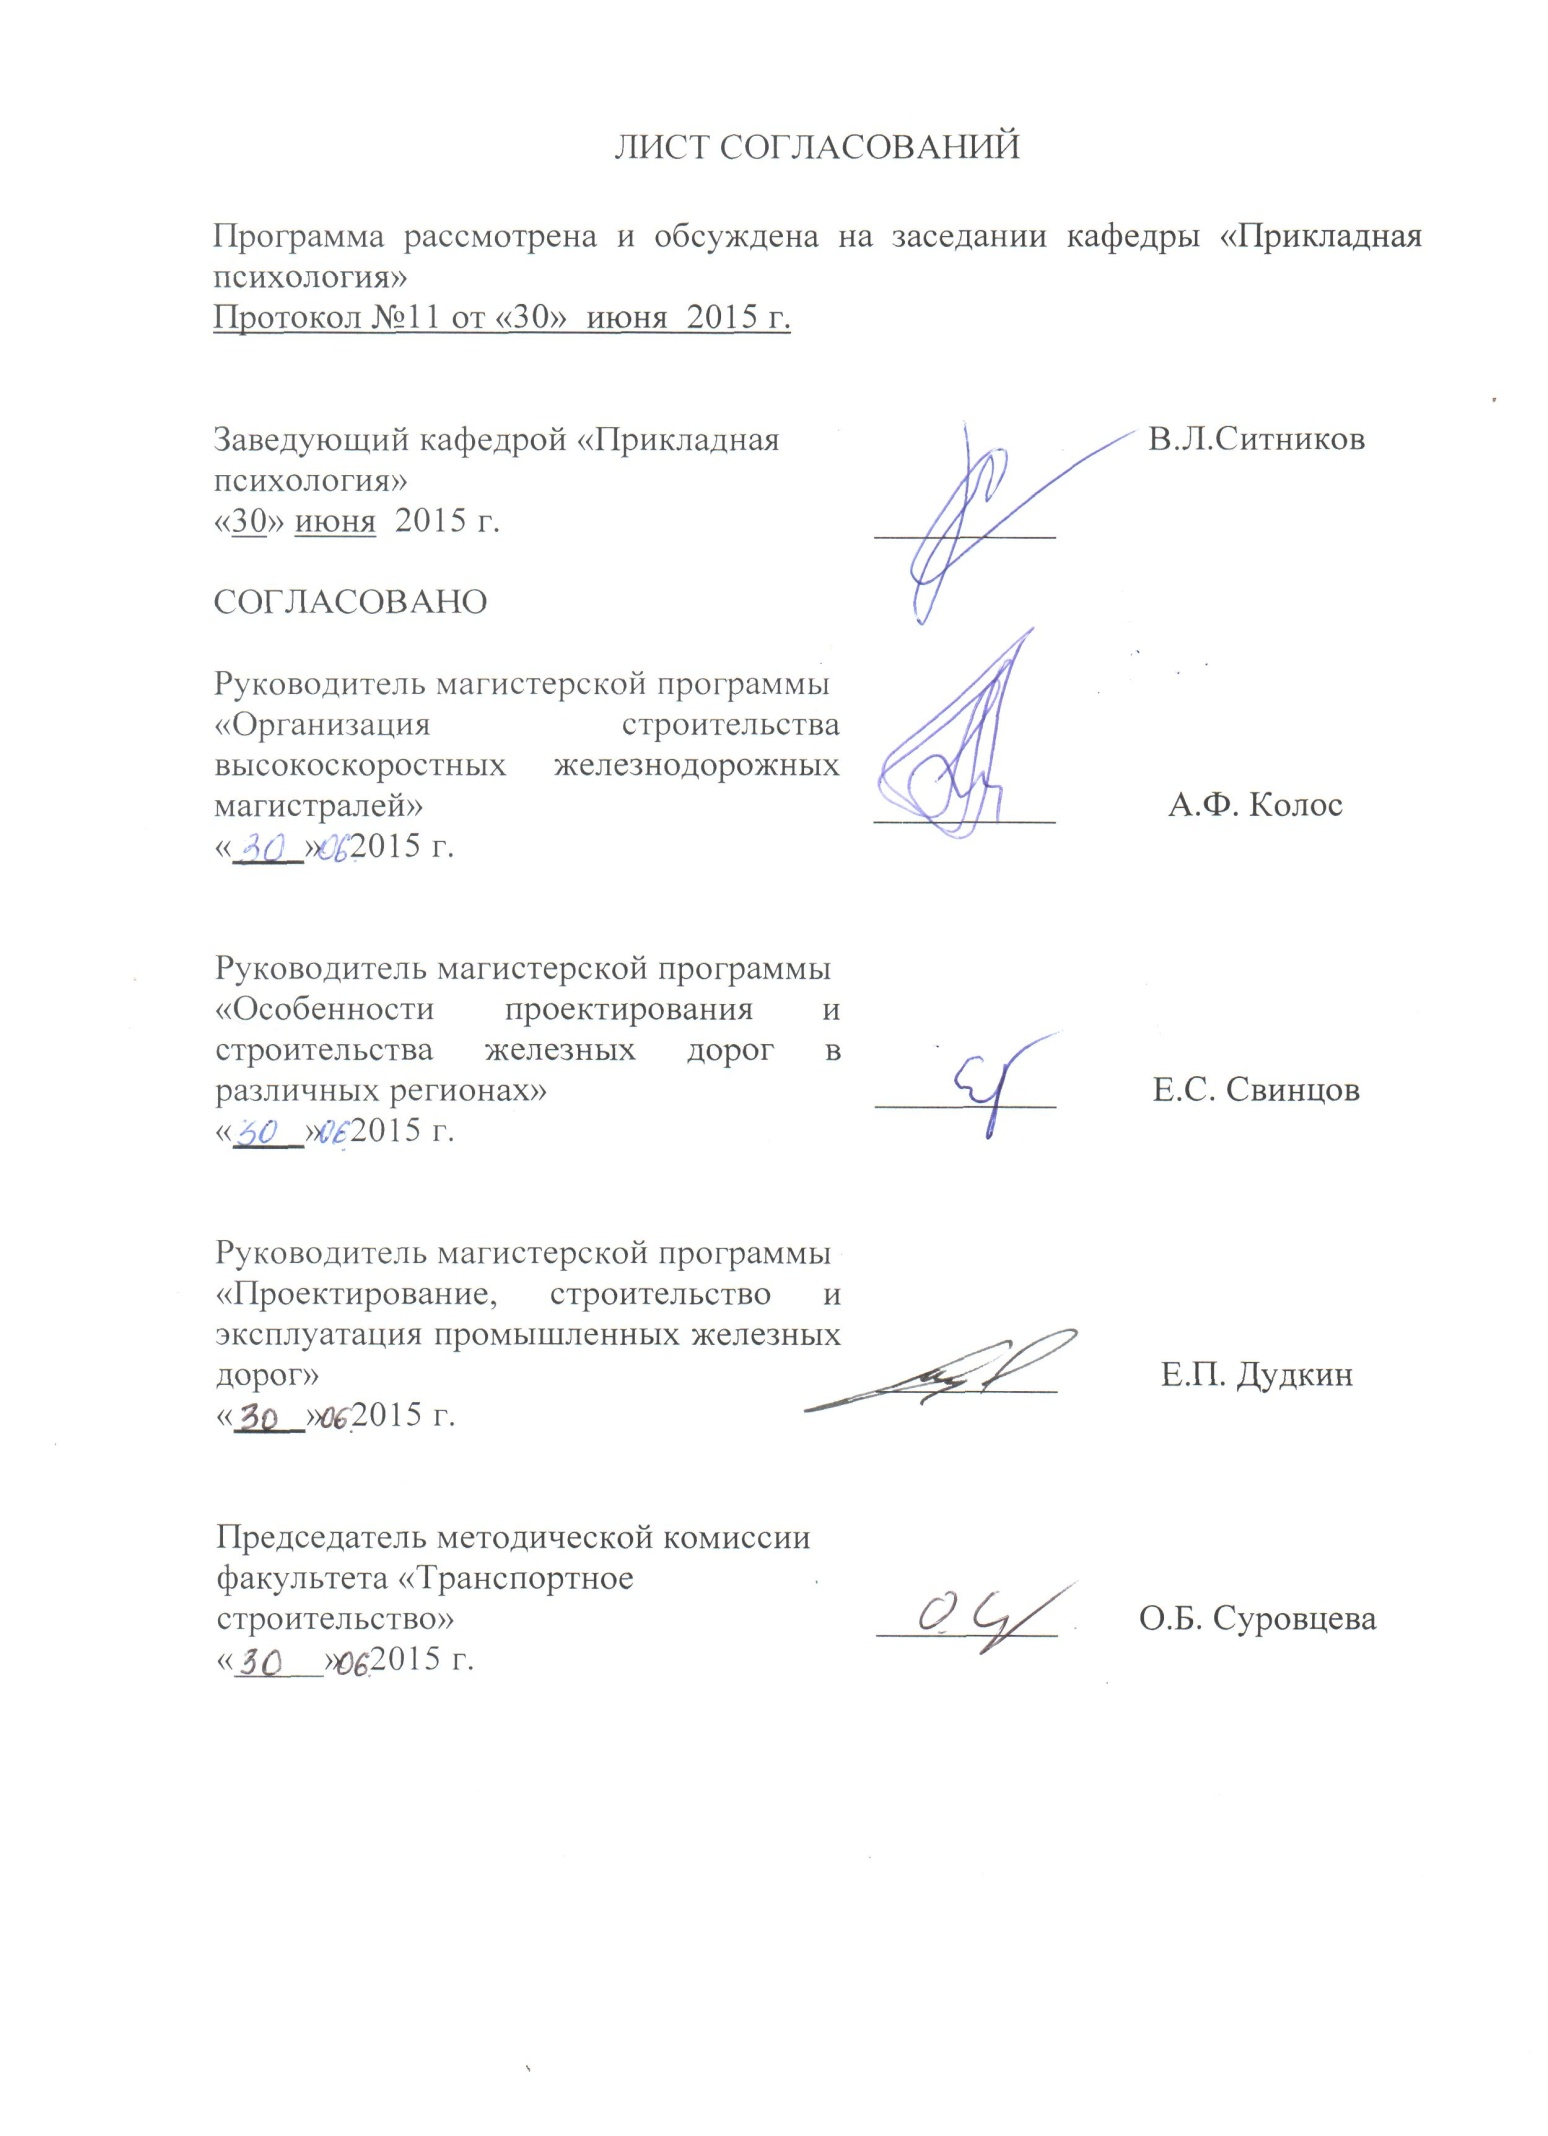 ЛИСТ СОГЛАСОВАНИЙ
Программа рассмотрена и обсуждена на заседании кафедры «Прикладная
психология»
Протокол №11 от «30» июня 2015 г.
Заведующий кафедрой «Прикладная
психология»
«30» июня 2015 г.
В.Л.Ситников
СОГЛАСОВАНО
Руководитель магистерской программы
«Организация строительства
высокоскоростных железнодорожных
магистралей»
А.Ф. Колос
«30»06.2015 г.
Руководитель магистерской программы
«Особенности проектирования и
строительства железных дорог в
различных регионах»
Е.С. Свинцов
«30»06.2015 г.
Руководитель магистерской программы
«Проектирование, строительство и
эксплуатация промышленных железных
дорог»
Е.П. Дудкин
«30»06.2015 г.
Председатель методической комиссии
факультета «Транспортное
строительство»
О.Б. Суровцева
«30»06.2015 г.